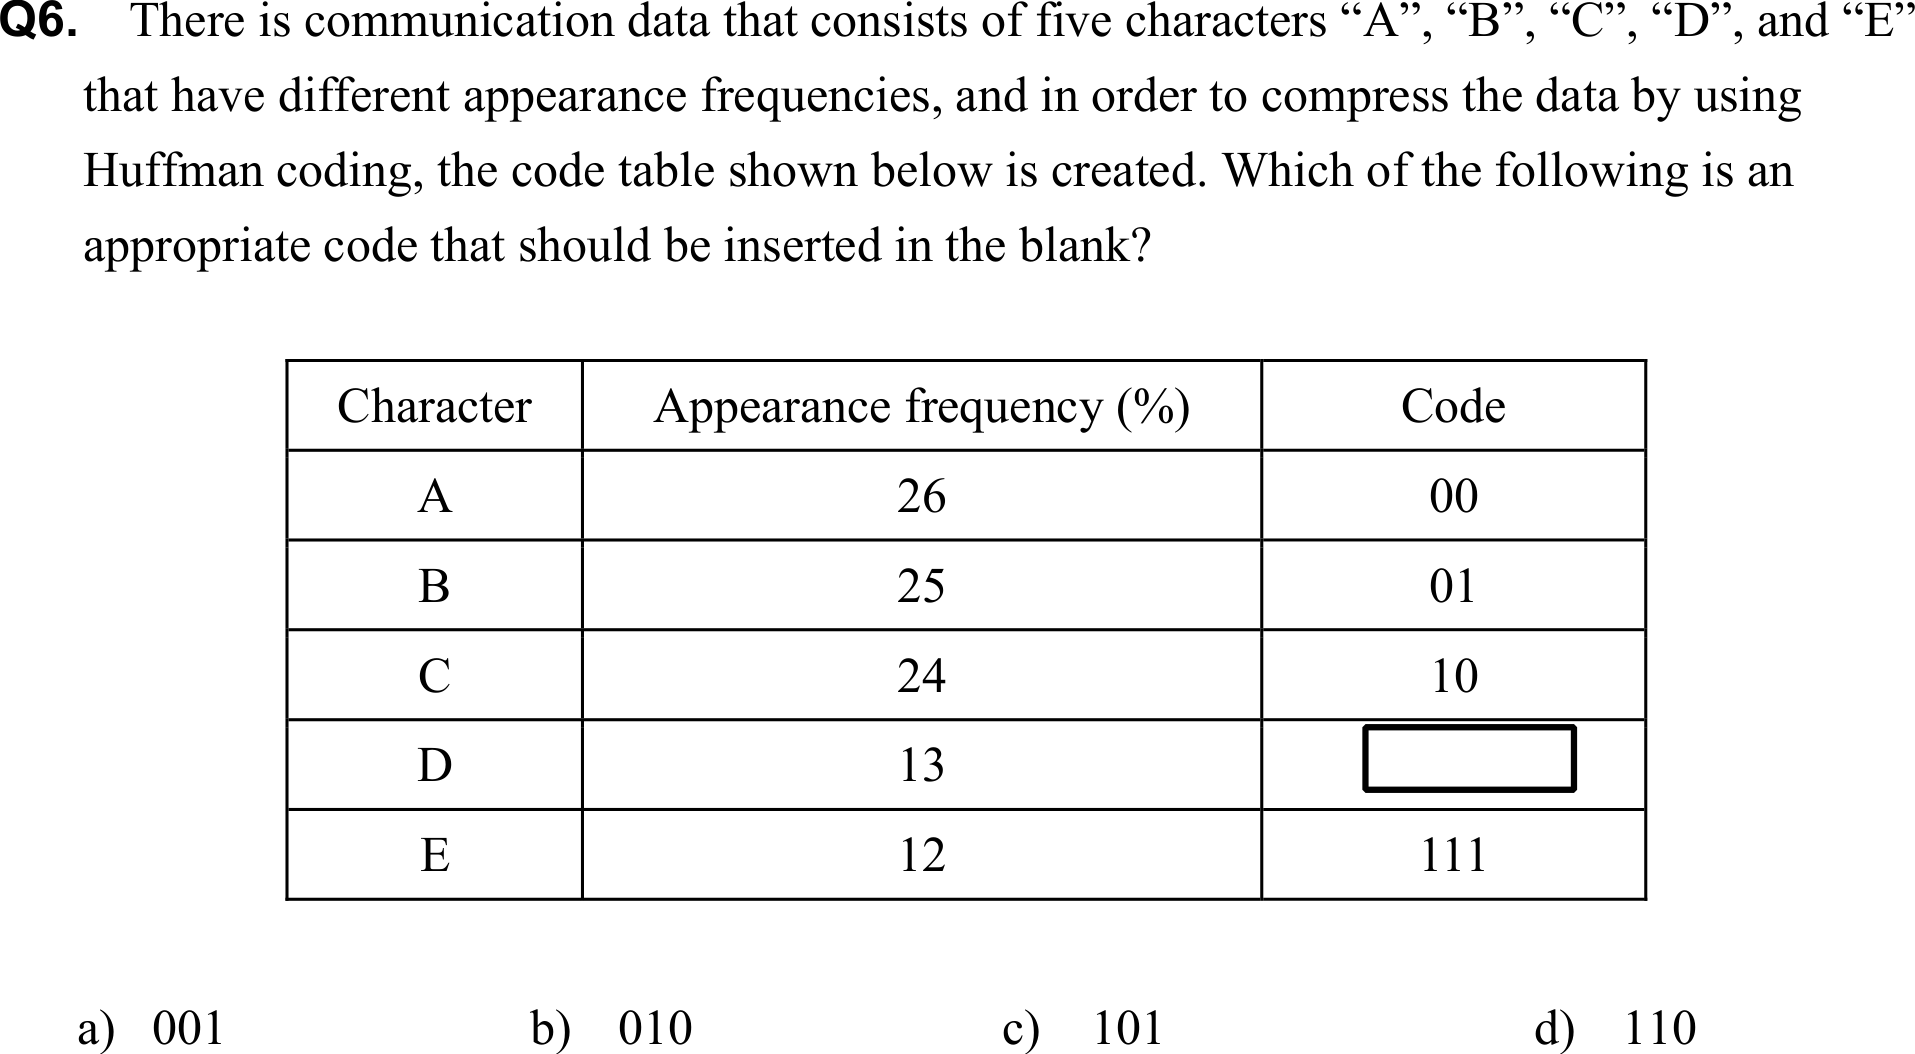 Q6. There is communication data that consists of five characters “A”, “B”, “C”, “D”, and “E”
that have different appearance frequencies, and in order to compress the data by using
Huffman coding, the code table shown below is created. Which of the following is an
appropriate code that should be inserted in the blank?
Character Appearance frequency (%) Code
A 26 00
B 25 01
C 24 10
D 13
E 12 111
a) 001 b) 010 c) 101 d) 110